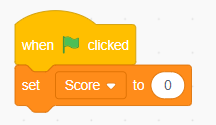 when clicked
set Score to 0